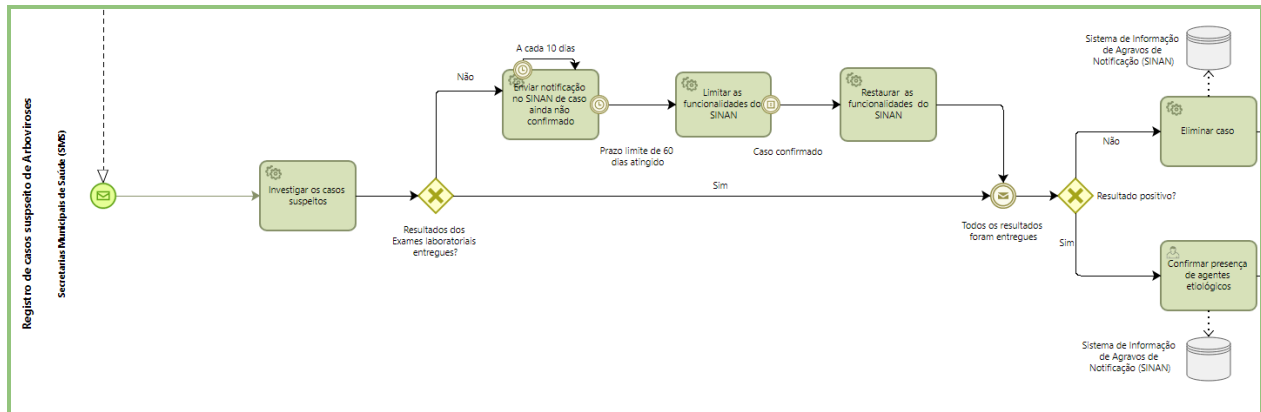 Registro de casos suspseito de Arboviroses
Secretarias Municipais de Saúde (SMS)
Investigar os casos
suspeitos
Resultados dos
Exames laboratoriais
entregues?
Não
A cada 10 dias
Enviar notificação
no SINAN de caso
ainda não
confirmado
Prazo limite de 60
dias atingido
Limitar as
funcionalidades do
SINAN
Caso confirmado
Restaurar as
funcionalidades do
SINAN
Sim
Todos os resultados
foram entregues
Resultado positivo?
Não
Sistema de Informação
de Agravos de
Notificação (SINAN)
Eliminar caso
Sim
Confirmar presença
de agentes
etiológicos
Sistema de Informação
de Agravos de
Notificação (SINAN)